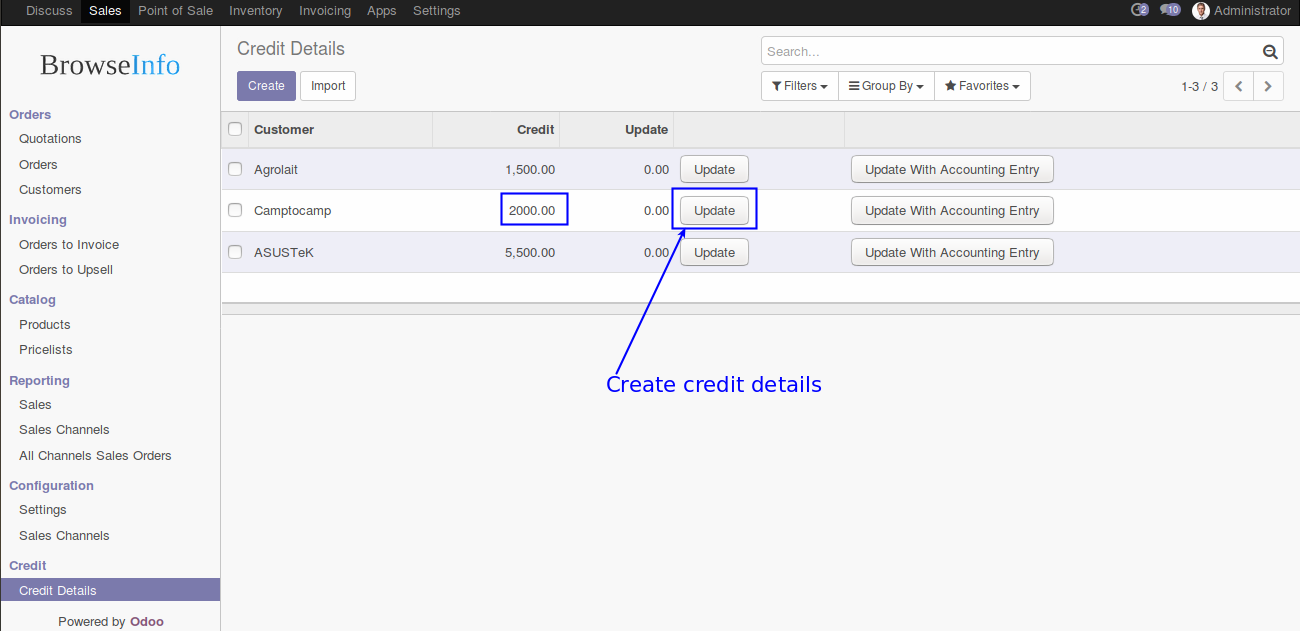 Discuss Sales Point of Sale Inventory Invoicing Apps Settings 2 10 Administrator
BrowseInfo
Orders
Quotations
Orders
Customers
Invoicing
Orders to Invoice
Orders to Upsell
Catalog
Products
Pricelists
Reporting
Sales
Sales Channels
All Channels Sales Orders
Configuration
Settings
Sales Channels
Credit
Credit Details
Powered by Odoo
Credit Details
Search...
Create Import
Filters Group By Favorites 1-3 / 3
Customer Credit Update
Agrolait 1,500.00 0.00 Update Update With Accounting Entry
Camptocamp 2000.00 0.00 Update Update With Accounting Entry
ASUSTeK 5,500.00 0.00 Update Update With Accounting Entry
Create credit details